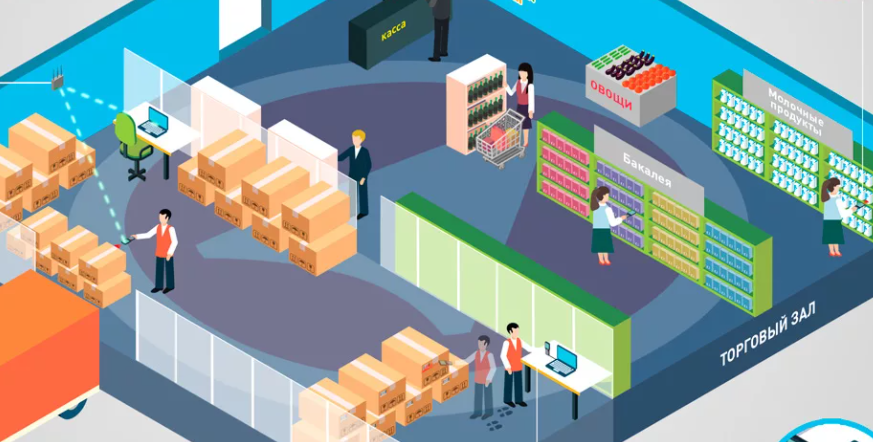 касса
ОВОЩИ
Молочные
продукты
Бакалея
ТОРГОВЫЙ ЗАЛ